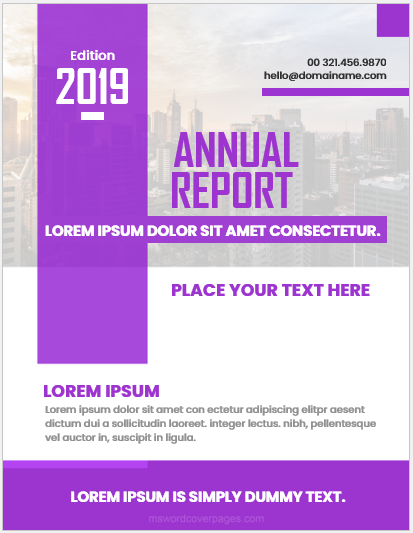 Edition
2019
00 321.456.9870
hello@domainame.com
ANNUAL
REPORT
LOREM IPSUM DOLOR SIT AMET CONSECTETUR.
PLACE YOUR TEXT HERE
LOREM IPSUM
Lorem ipsum dolor sit amet con ectetur adipiscing elitpr aesent
dictum dui a sollicitudin laoreet. integer lectus. nibh, pellentesque
vel auctor in, suscipit in ligula.
LOREM IPSUM IS SIMPLY DUMMY TEXT.
mswordcoverpages.com